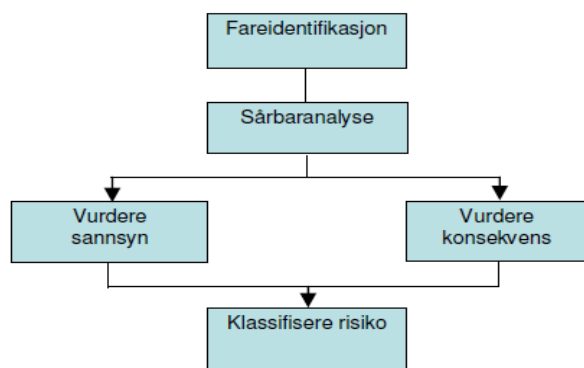 Fareidentifikasjon
Sårbaranalyse
Vurdere
sannsyn
Vurdere
konsekvens
Klassifisere risiko